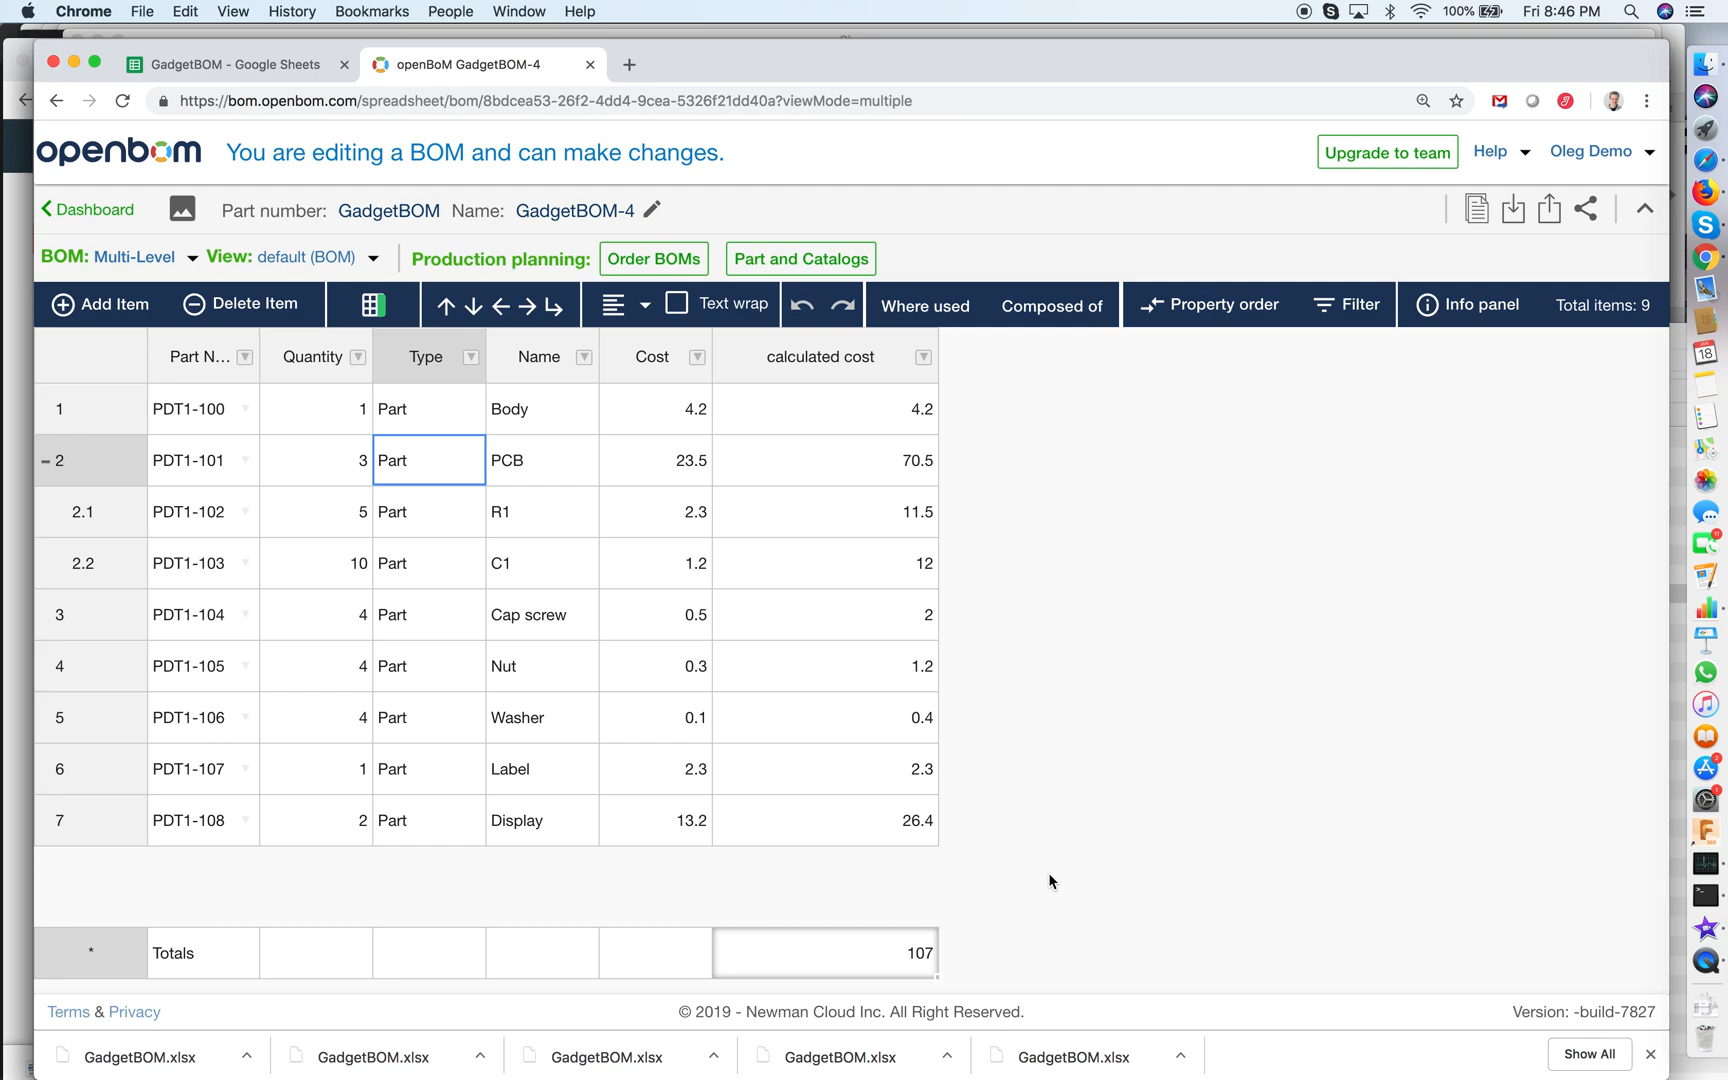 Chrome File Edit View History Bookmarks People Window Help 100% Fri 8:46 PM
GadgetBOM - Google Sheets openBoM GadgetBOM-4
https://bom.openbom.com/spreadsheet/bom/8bdcea53-26f2-4dd4-9cea-5326f21dd40a?viewMode=multiple
openbom You are editing a BOM and can make changes. Upgrade to team Help Oleg Demo
Dashboard Part number: GadgetBOM Name: GadgetBOM-4
BOM: Multi-Level View: default (BOM) Production planning: Order BOMs Part and Catalogs
Add Item Delete Item Text wrap Where used Composed of Property order Filter Info panel Total items: 9
Part N... Quantity Type Name Cost calculated cost
1 PDT1-100 1 Part Body 4.2 4.2
2 PDT1-101 3 Part PCB 23.5 70.5
2.1 PDT1-102 5 Part R1 2.3 11.5
2.2 PDT1-103 10 Part C1 1.2 12
3 PDT1-104 4 Part Cap screw 0.5 2
4 PDT1-105 4 Part Nut 0.3 1.2
5 PDT1-106 4 Part Washer 0.1 0.4
6 PDT1-107 1 Part Label 2.3 2.3
7 PDT1-108 2 Part Display 13.2 26.4
* Totals 107
Terms & Privacy © 2019 - Newman Cloud Inc. All Right Reserved. Version: -build-7827
GadgetBOM.xlsx GadgetBOM.xlsx GadgetBOM.xlsx GadgetBOM.xlsx GadgetBOM.xlsx Show All